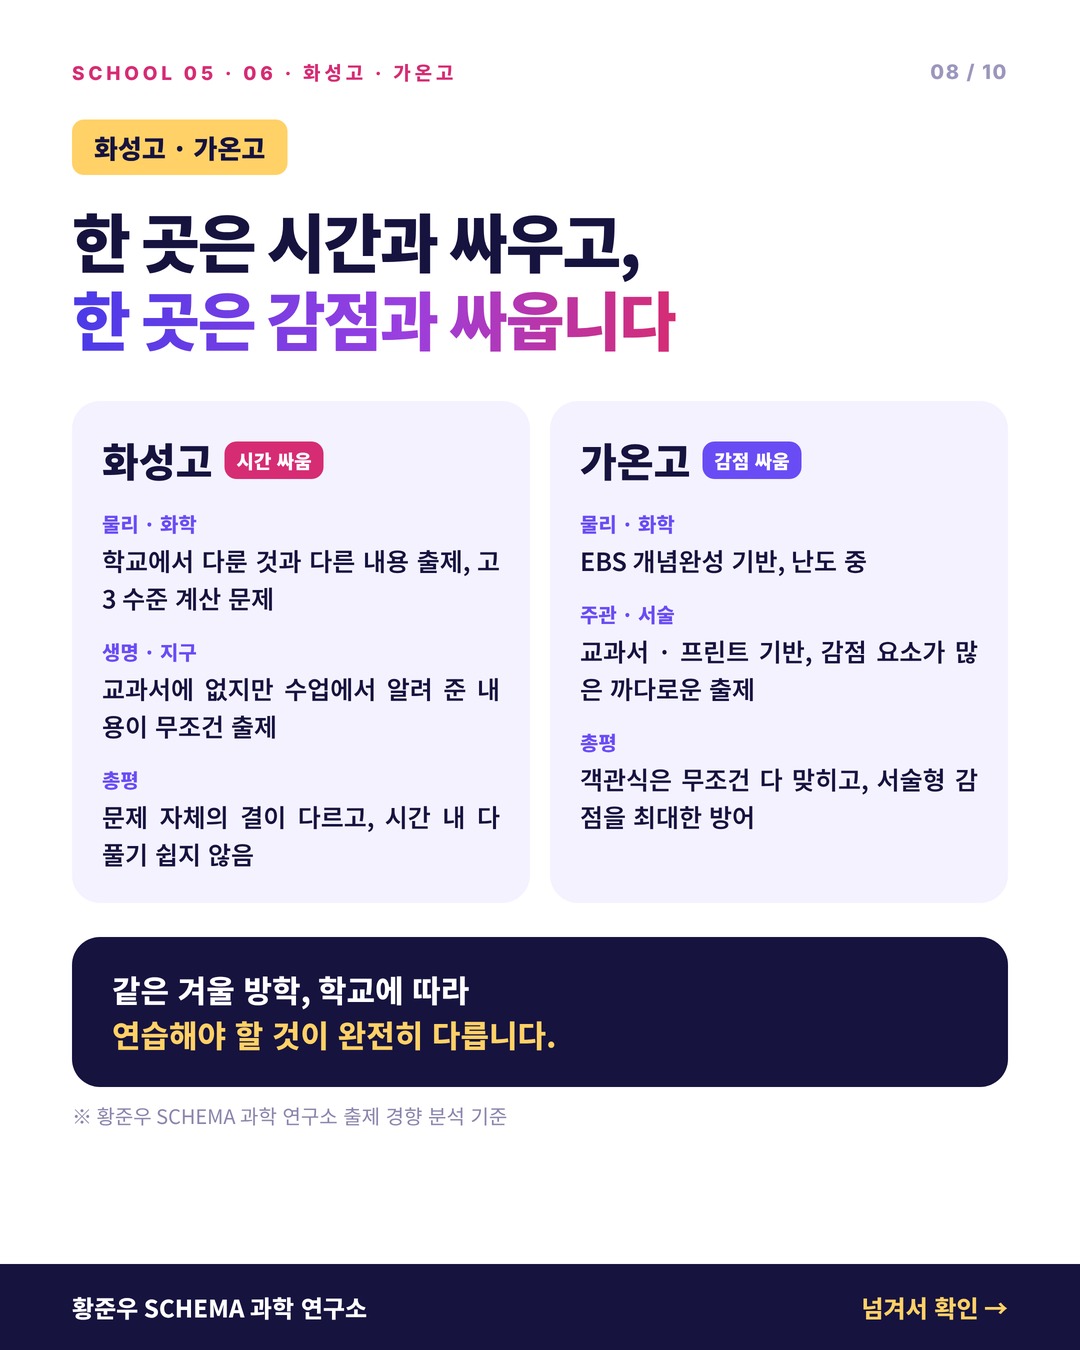 SCHOOL 05 · 06 · 화성고 · 가온고
08 / 10
화성고 · 가온고
한 곳은 시간과 싸우고,
한 곳은 감점과 싸웁니다
화성고 시간 싸움
물리 · 화학
학교에서 다룬 것과 다른 내용 출제, 고
3 수준 계산 문제
생명 · 지구
교과서에 없지만 수업에서 알려 준 내
용이 무조건 출제
총평
문제 자체의 결이 다르고, 시간 내 다
풀기 쉽지 않음
가온고 감점 싸움
물리 · 화학
EBS 개념완성 기반, 난도 중
주관 · 서술
교과서 · 프린트 기반, 감점 요소가 많
은 까다로운 출제
총평
객관식은 무조건 다 맞히고, 서술형 감
점을 최대한 방어
같은 겨울 방학, 학교에 따라
연습해야 할 것이 완전히 다릅니다.
※ 황준우 SCHEMA 과학 연구소 출제 경향 분석 기준
황준우 SCHEMA 과학 연구소
넘겨서 확인 →